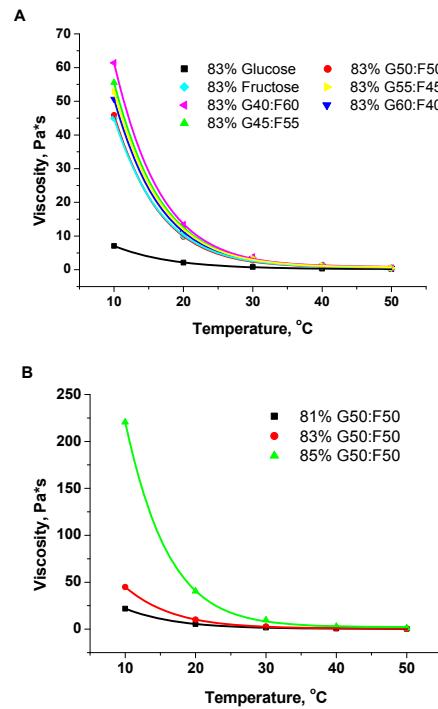 A
70
60
50
40
30
20
10
0
Viscosity, Pa*s
83% Glucose
83% Fructose
83% G40:F60
83% G45:F55
83% G50:F50
83% G55:F45
83% G60:F40
10 20 30 40 50
Temperature, °C
B
250
200
150
100
50
0
Viscosity, Pa*s
81% G50:F50
83% G50:F50
85% G50:F50
10 20 30 40 50
Temperature, °C